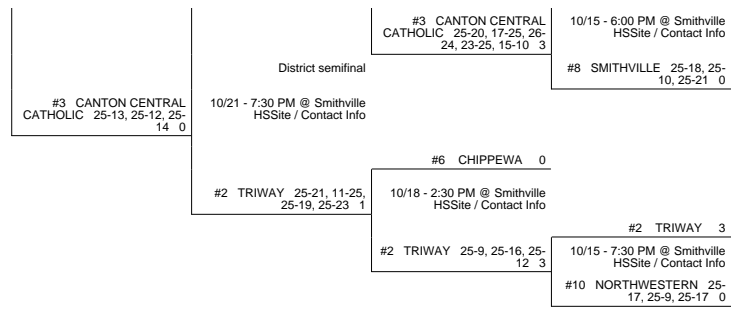 #3 CANTON CENTRAL
CATHOLIC 25-20, 17-25, 26-
24, 23-25, 15-10 3
10/15 - 6:00 PM @ Smithville
HSSite / Contact Info
District semifinal
#8 SMITHVILLE 25-18, 25-
10, 25-21 0
#3 CANTON CENTRAL
CATHOLIC 25-13, 25-12, 25-
14 0
10/21 - 7:30 PM @ Smithville
HSSite / Contact Info
#6 CHIPPEWA 0
#2 TRIWAY 25-21, 11-25,
25-19, 25-23 1
10/18 - 2:30 PM @ Smithville
HSSite / Contact Info
#2 TRIWAY 3
#2 TRIWAY 25-9, 25-16, 25-
12 3
10/15 - 7:30 PM @ Smithville
HSSite / Contact Info
#10 NORTHWESTERN 25-
17, 25-9, 25-17 0